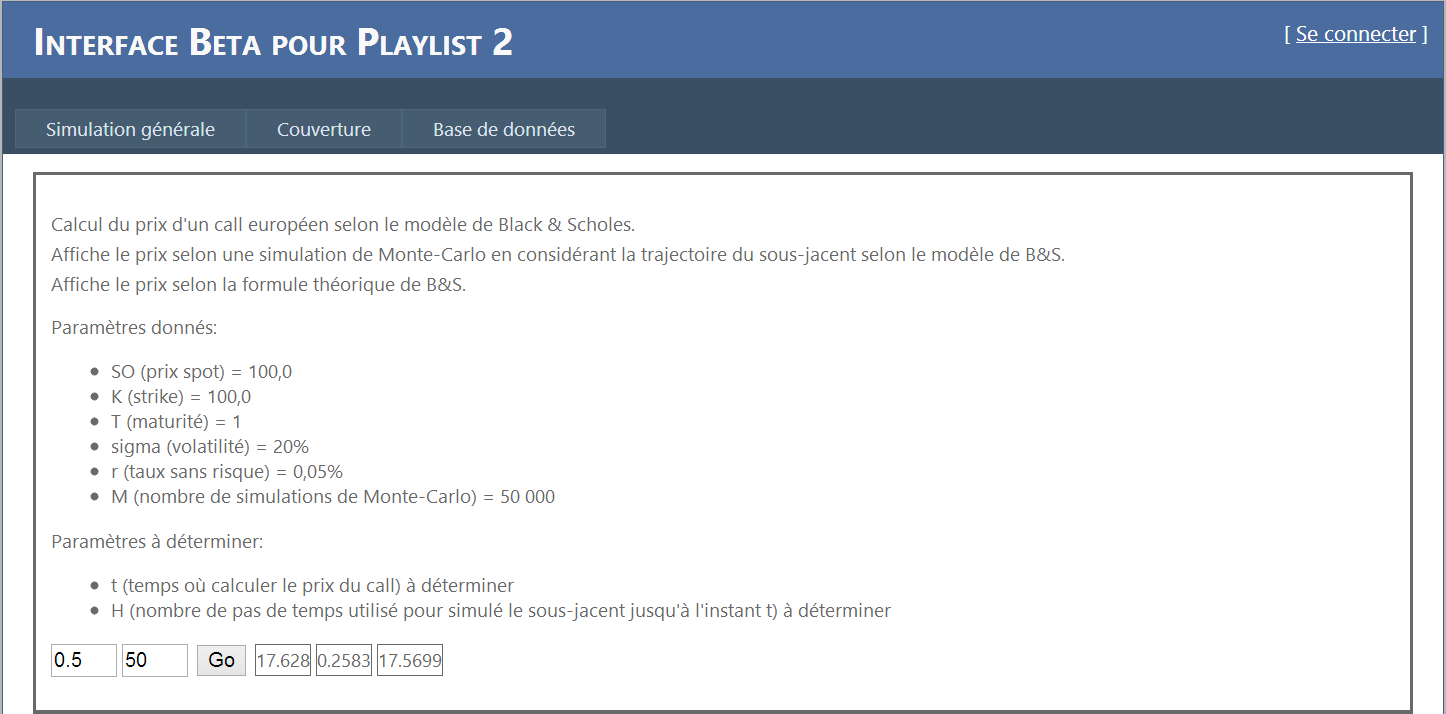 Interface Beta pour Playlist 2
[ Se connecter ]
Simulation générale Couverture Base de données
Calcul du prix d'un call européen selon le modèle de Black & Scholes.
Affiche le prix selon une simulation de Monte-Carlo en considérant la trajectoire du sous-jacent selon le modèle de B&S.
Affiche le prix selon la formule théorique de B&S.
Paramètres donnés:
SO (prix spot) = 100,0
K (strike) = 100,0
T (maturité) = 1
sigma (volatilité) = 20%
r (taux sans risque) = 0,05%
M (nombre de simulations de Monte-Carlo) = 50 000
Paramètres à déterminer:
t (temps où calculer le prix du call) à déterminer
H (nombre de pas de temps utilisé pour simulé le sous-jacent jusqu'à l'instant t) à déterminer
0.5 50 Go 17.628 0.2583 17.5699